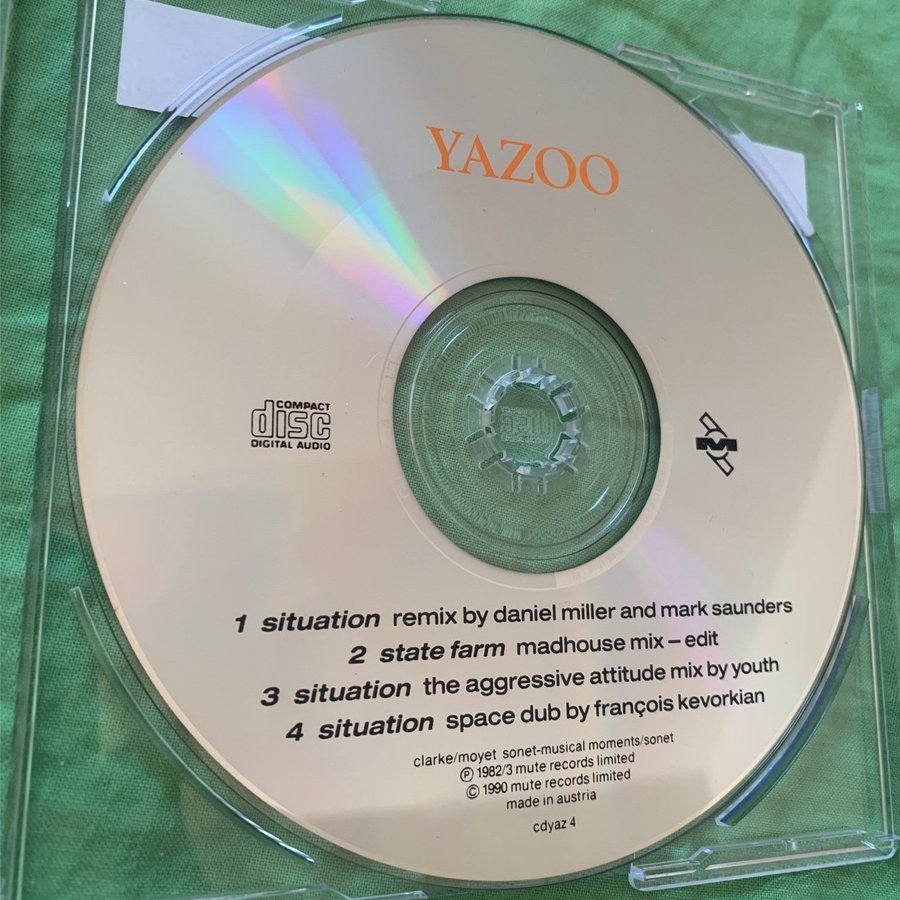 YAZOO
COMPACT
disc
DIGITAL AUDIO
M
1 situation remix by daniel miller and mark saunders
2 state farm madhouse mix – edit
3 situation the aggressive attitude mix by youth
4 situation space dub by françois kevorkian
clarke/moyet sonet-musical moments/sonet
℗ 1982/3 mute records limited
© 1990 mute records limited
made in austria
cdyaz 4